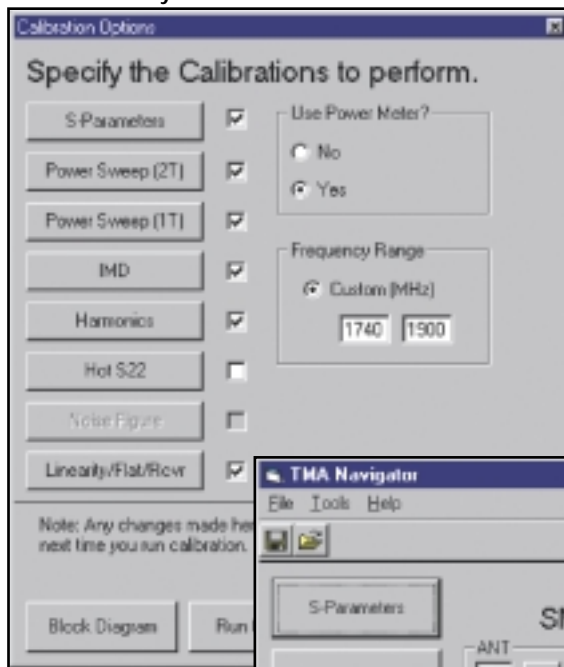 Calibration Options
Specify the Calibrations to perform.
S-Parameters
Power Sweep (2T)
Power Sweep (1T)
IMD
Harmonics
Hot S22
Noise Figure
Linearity/Flat/Rcvr
Use Power Meter?
No
Yes
Frequency Range
Custom (MHz)
1740 1900
Note: Any changes made
next time you run calibration.
Block Diagram
Run
TMA Navigator
File Tools Help
S-Parameters
ANT